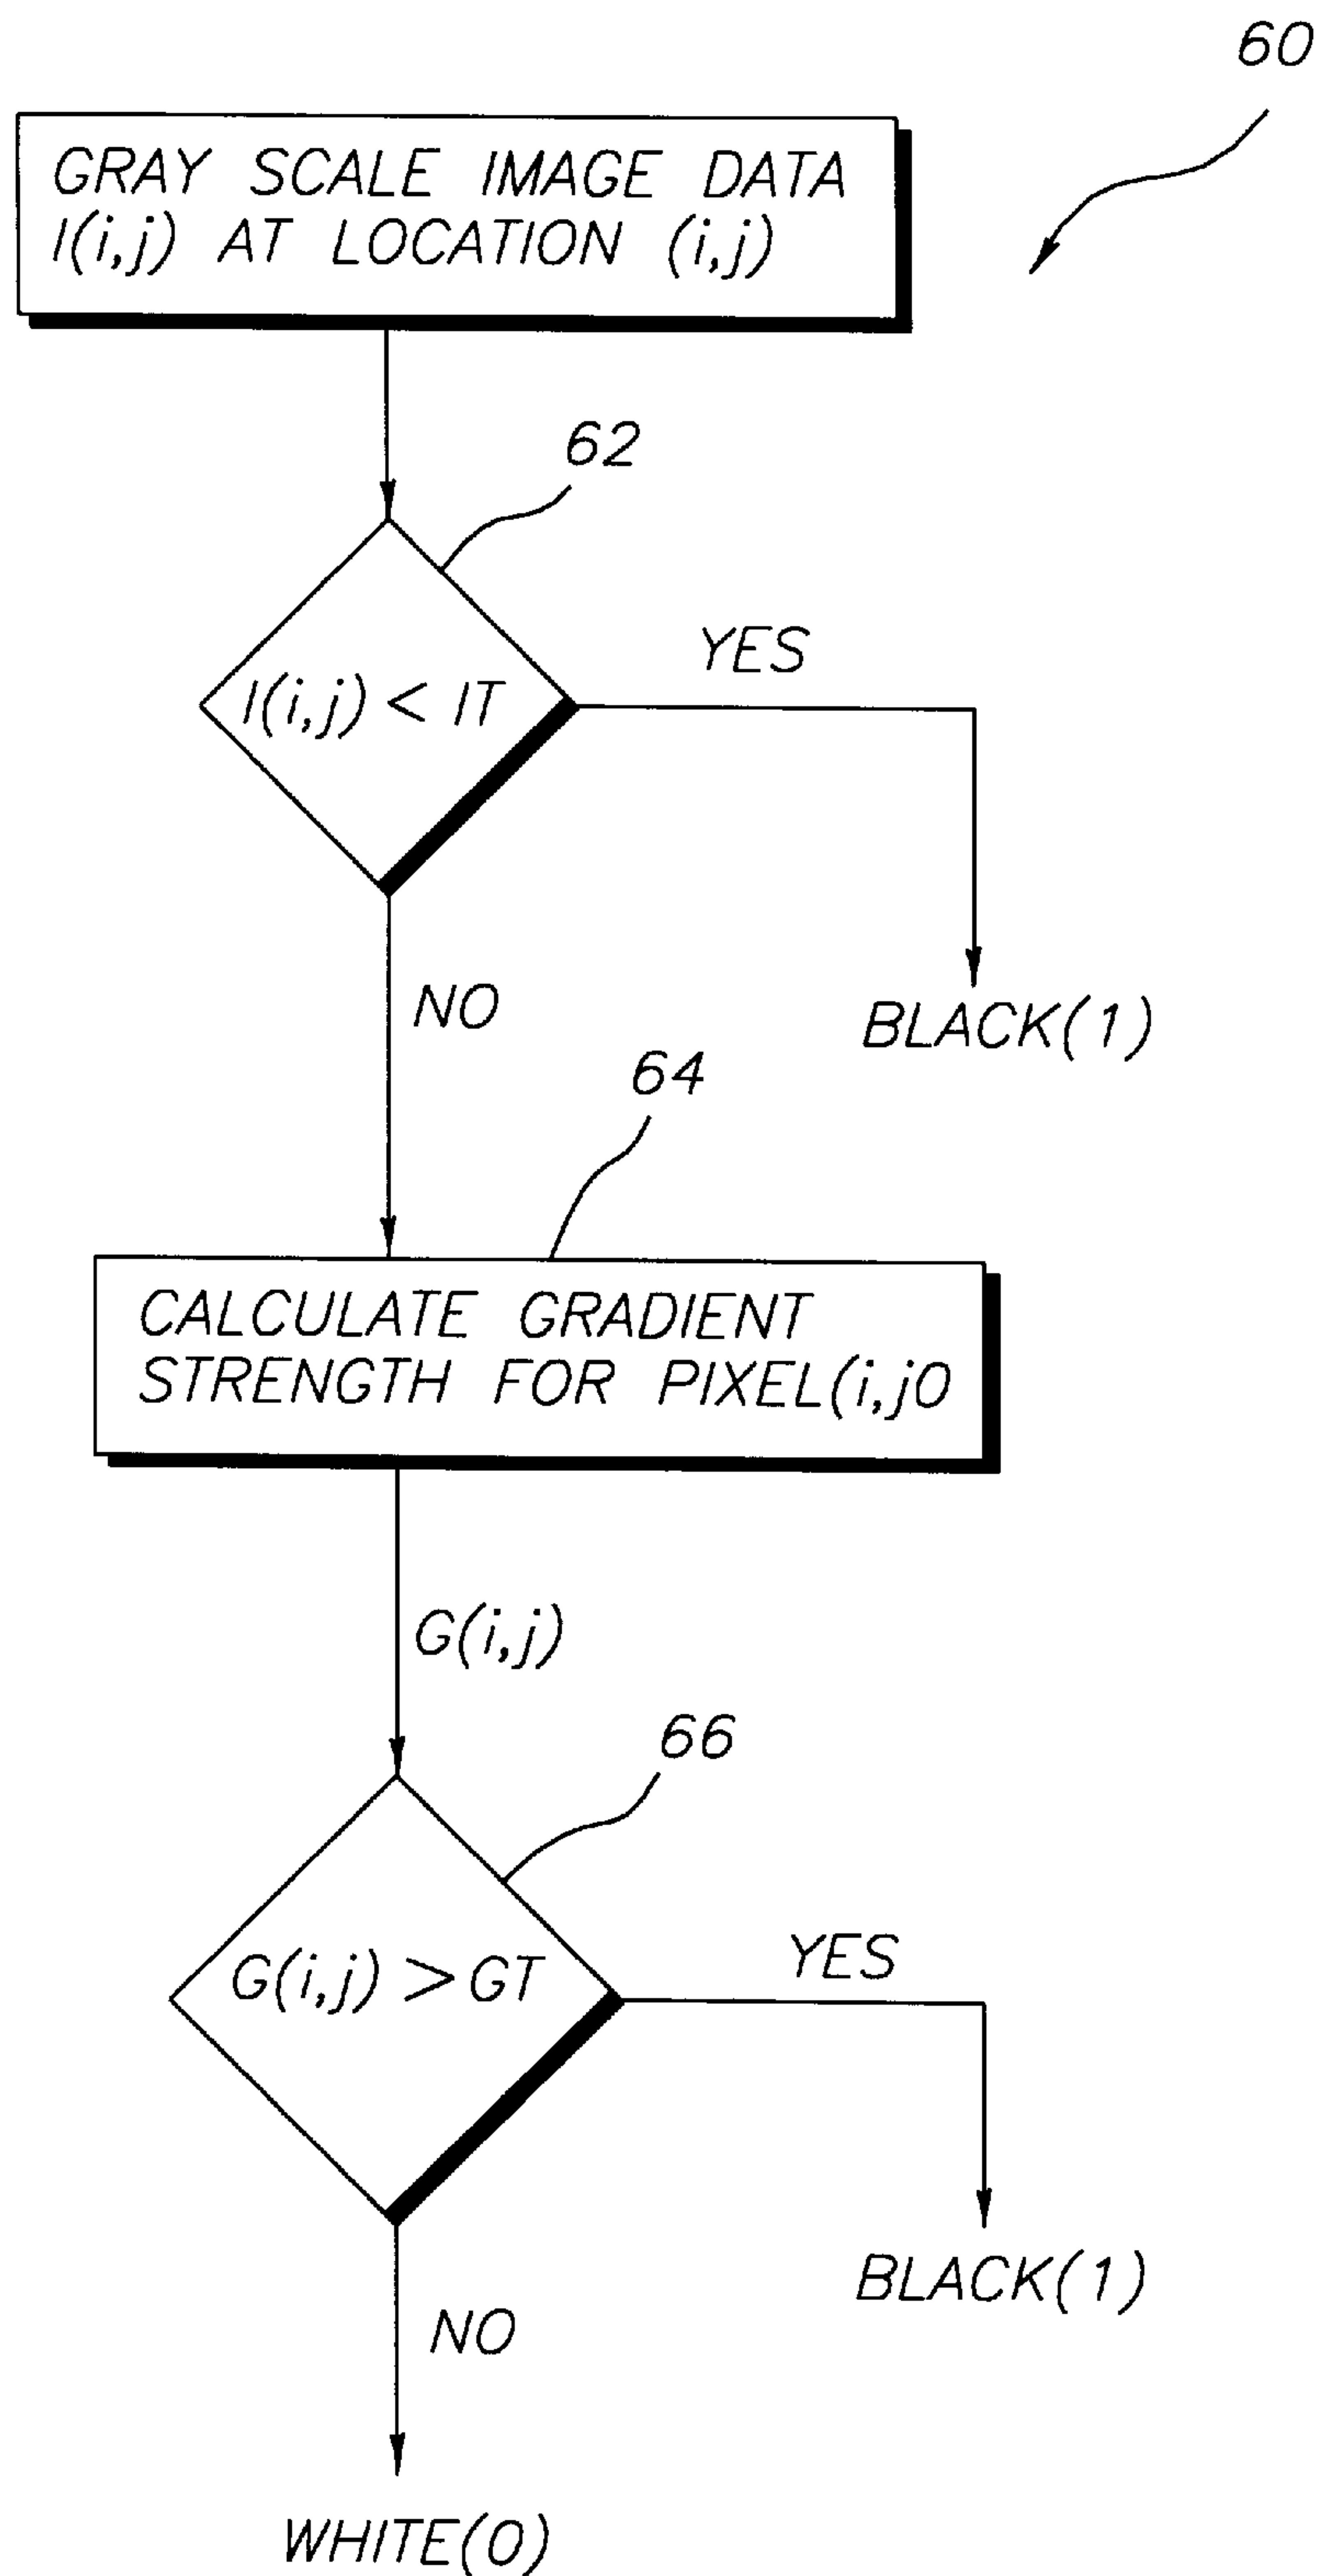 60
GRAY SCALE IMAGE DATA
I(i,j) AT LOCATION (i,j)
62
I(i,j) < IT
YES
NO
BLACK(1)
64
CALCULATE GRADIENT
STRENGTH FOR PIXEL(i,j0
G(i,j)
66
G(i,j) > GT
YES
BLACK(1)
NO
WHITE(0)